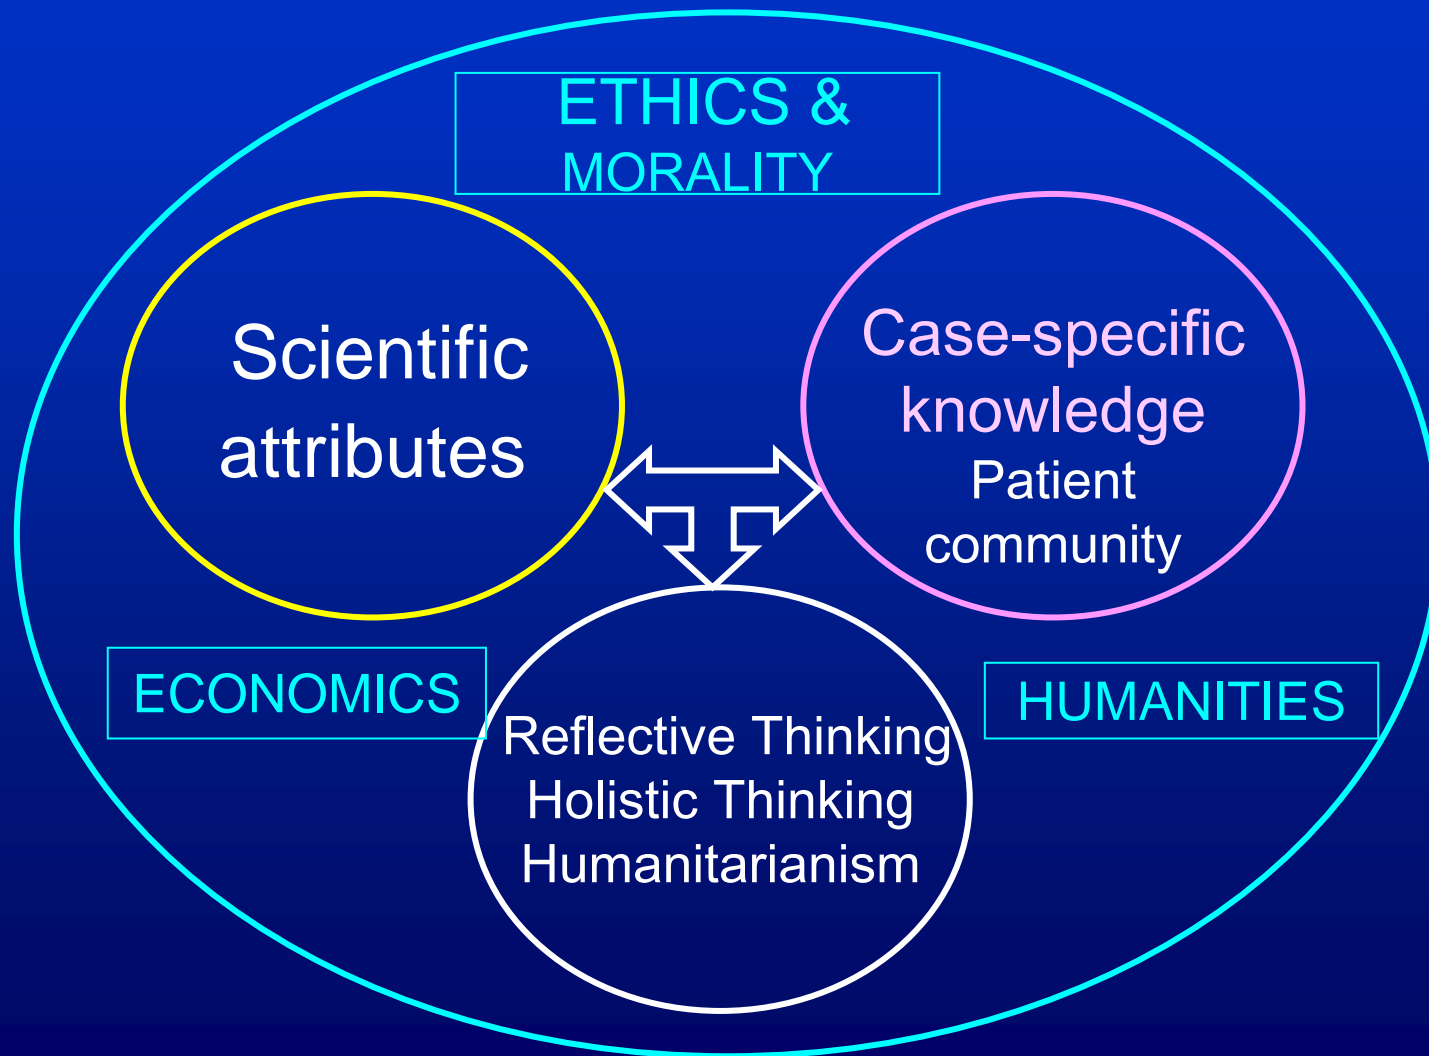 ETHICS &
MORALITY
Scientific
attributes
Case-specific
knowledge
Patient
community
ECONOMICS
HUMANITIES
Reflective Thinking
Holistic Thinking
Humanitarianism